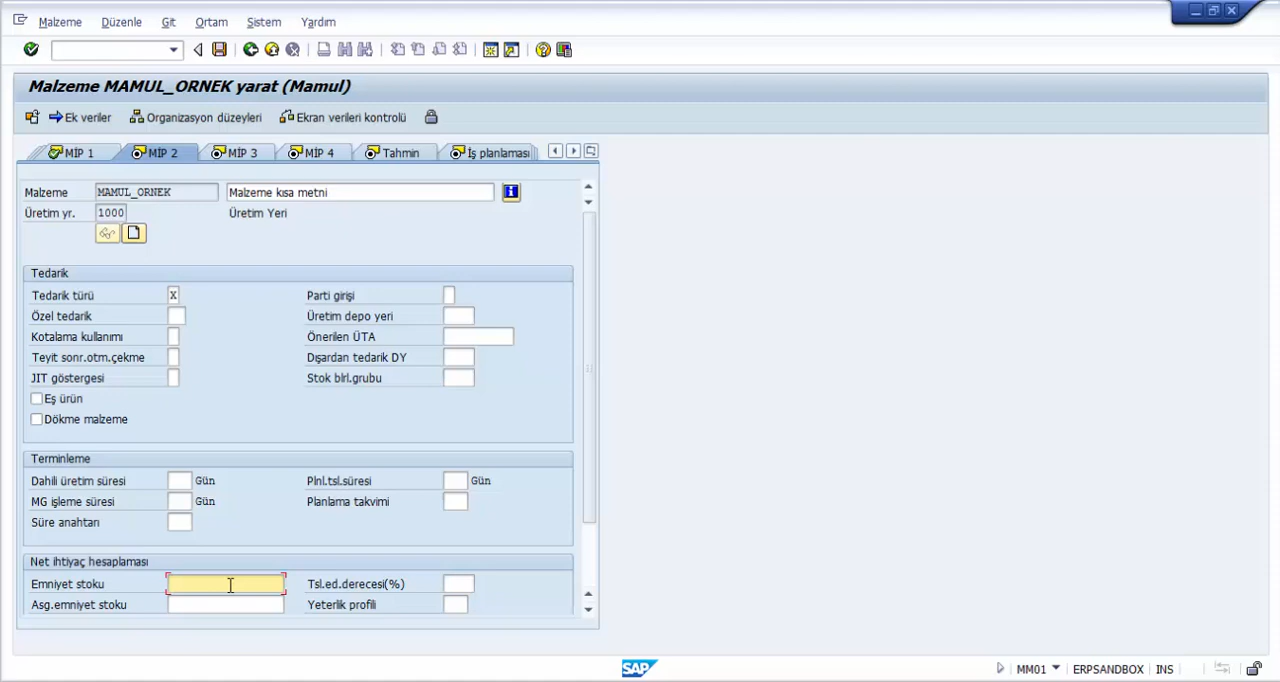 Malzeme Düzenle Git Ortam Sistem Yardım
Malzeme MAMUL_ORNEK yarat (Mamul)
Ek veriler Organizasyon düzeyleri Ekran verileri kontrolü
MİP 1 MİP 2 MİP 3 MİP 4 Tahmin İş planlaması
Malzeme MAMUL_ORNEK Malzeme kısa metni
Üretim yr. 1000 Üretim Yeri
Tedarik
Tedarik türü X Parti girişi
Özel tedarik Üretim depo yeri
Kotalama kullanımı Önerilen ÜTA
Teyit sonr.otm.çekme Dışardan tedarik DY
JIT göstergesi Stok blrl.grubu
Eş ürün
Dökme malzeme
Terminleme
Dahili üretim süresi Gün Plnl.tsl.süresi Gün
MG işleme süresi Gün Planlama takvimi
Süre anahtarı
Net ihtiyaç hesaplaması
Emniyet stoku Tsl.ed.derecesi(%)
Asg.emniyet stoku Yeterlik profili
SAP MM01 ERPSANDBOX INS